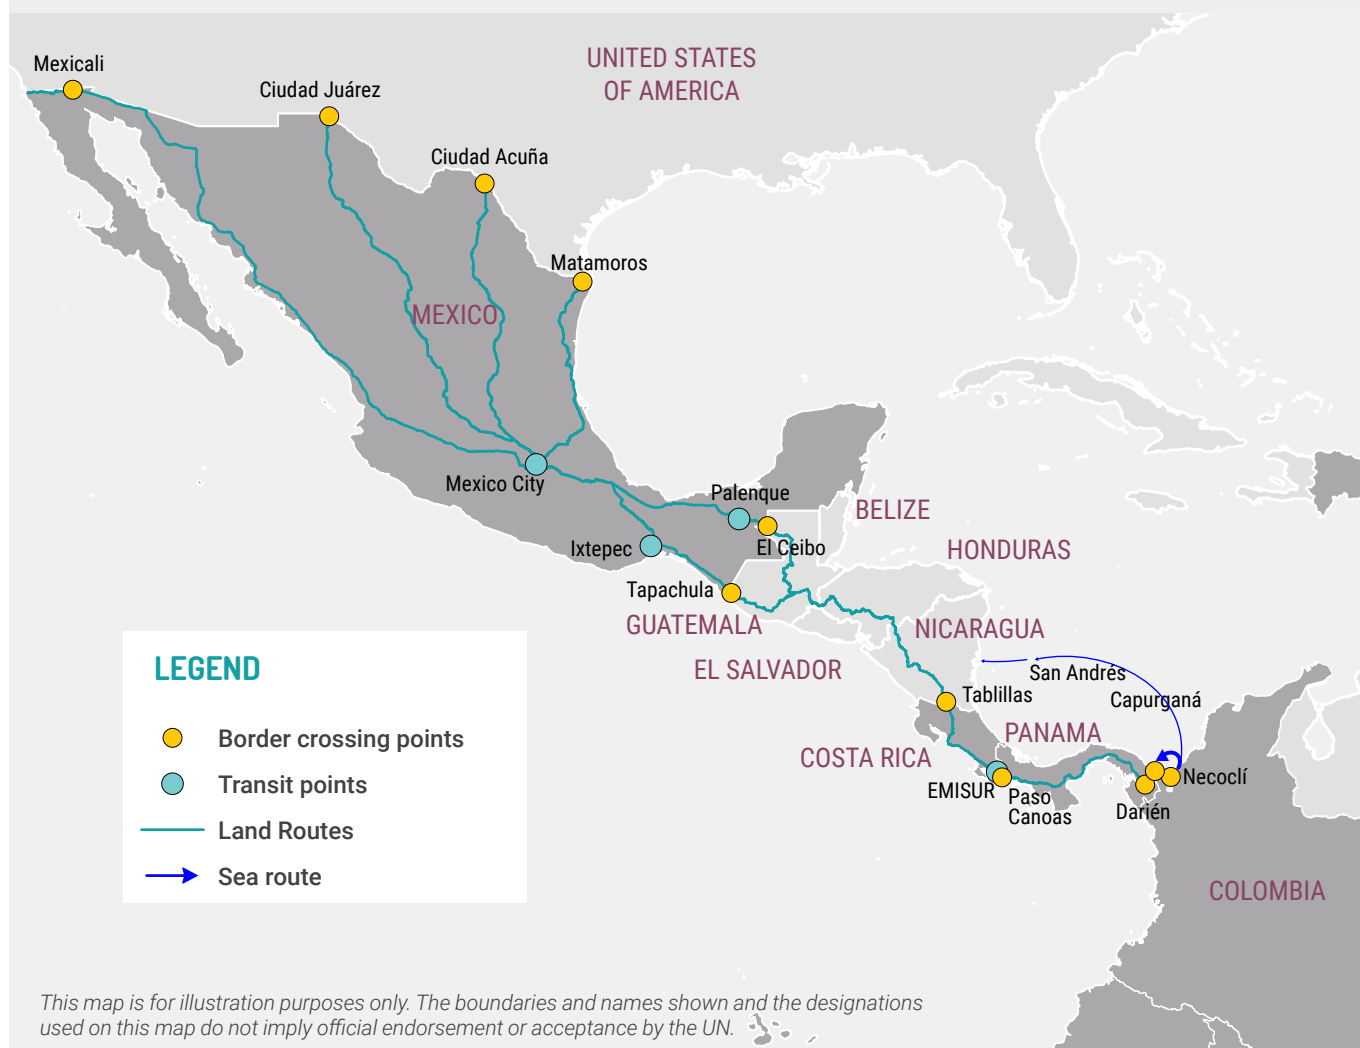 Mexicali
UNITED STATES
OF AMERICA
Ciudad Juárez
Ciudad Acuña
Matamoros
MEXICO
Mexico City
Palenque
BELIZE
Ixtepec
El Ceibo
HONDURAS
Tapachula
GUATEMALA
NICARAGUA
EL SALVADOR
San Andrés
Tablillas
Capurganá
PANAMA
COSTA RICA
EMISUR
Paso
Canoas
Necoclí
Darién
COLOMBIA
LEGEND
Border crossing points
Transit points
Land Routes
Sea route
This map is for illustration purposes only. The boundaries and names shown and the designations
used on this map do not imply official endorsement or acceptance by the UN.